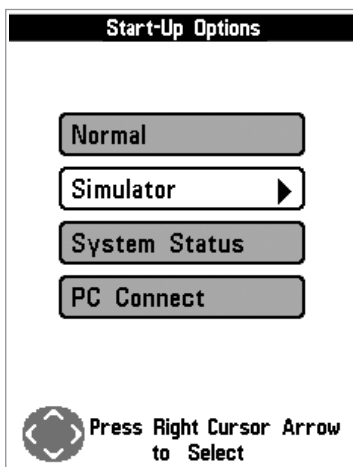 Start-Up Options
Normal
Simulator
System Status
PC Connect
Press Right Cursor Arrow
to Select